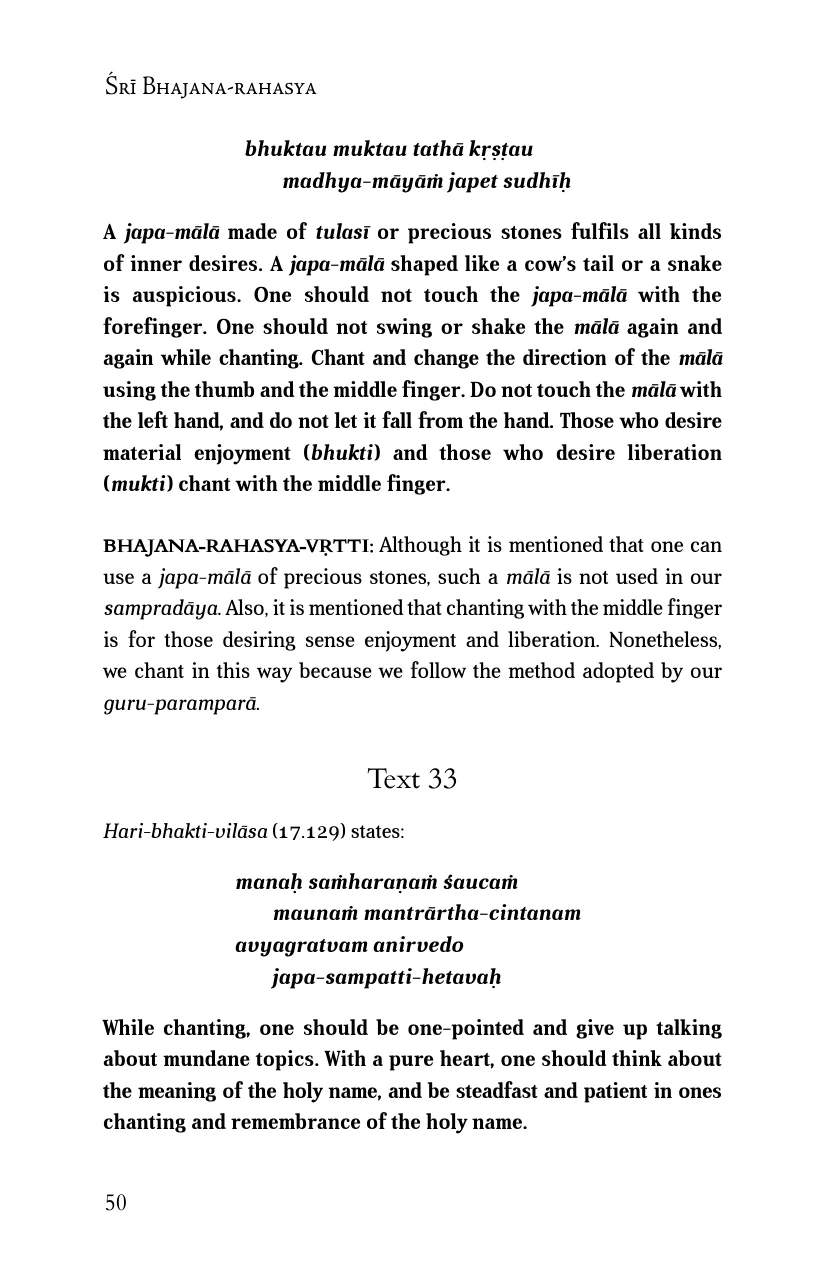 Śrī Bhajana-rahasya
bhuktau muktau tathā kṛṣṭau
madhya-māyāṁ japet sudhīḥ
A japa-mālā made of tulasī or precious stones fulfils all kinds
of inner desires. A japa-mālā shaped like a cow’s tail or a snake
is auspicious. One should not touch the japa-mālā with the
forefinger. One should not swing or shake the mālā again and
again while chanting. Chant and change the direction of the mālā
using the thumb and the middle finger. Do not touch the mālā with
the left hand, and do not let it fall from the hand. Those who desire
material enjoyment (bhukti) and those who desire liberation
(mukti) chant with the middle finger.
BHAJANA-RAHASYA-VṚTTI: Although it is mentioned that one can
use a japa-mālā of precious stones, such a mālā is not used in our
sampradāya. Also, it is mentioned that chanting with the middle finger
is for those desiring sense enjoyment and liberation. Nonetheless,
we chant in this way because we follow the method adopted by our
guru-paramparā.
Text 33
Hari-bhakti-vilāsa (17.129) states:
manaḥ saṁharaṇaṁ śaucaṁ
maunaṁ mantrārtha-cintanam
avyagratvam anirvedo
japa-sampatti-hetavaḥ
While chanting, one should be one-pointed and give up talking
about mundane topics. With a pure heart, one should think about
the meaning of the holy name, and be steadfast and patient in ones
chanting and remembrance of the holy name.
50